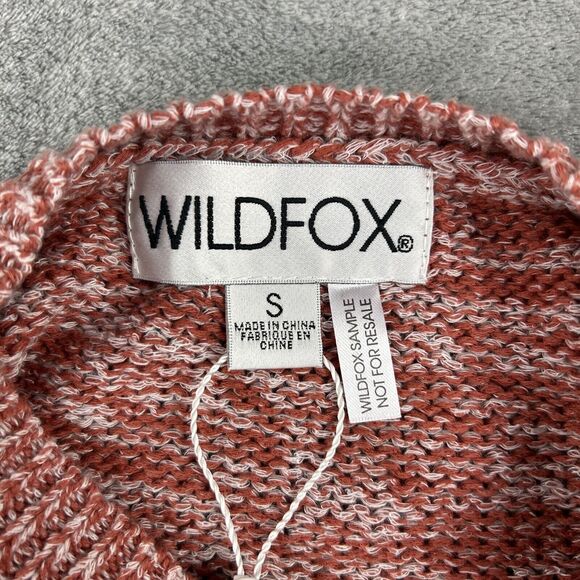 WILDFOX®
S
MADE IN CHINA
FABRIQUE EN
CHINE
WILDFOX SAMPLE
NOT FOR RESALE